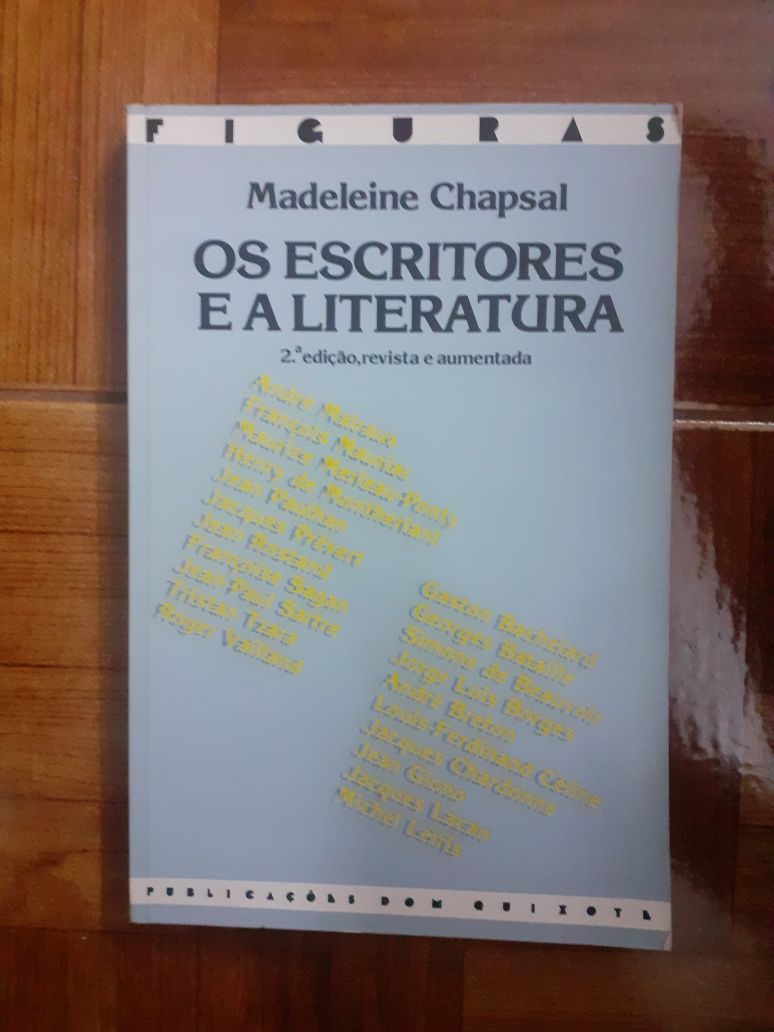 FIGURAS
Madeleine Chapsal
OS ESCRITORES
E A LITERATURA
2.ª edição, revista e aumentada
André Malraux
François Mauriac
Maurice Merleau-Ponty
Henry de Montherland
Jean Paulhan
Jacques Prévert
Jean Rostand
Françoise Sagan
Jean-Paul Sartre
Tristan Tzara
Roger Vailland
Gaston Bachelard
Georges Bataille
Simone de Beauvoir
Jorge Luis Borges
André Breton
Louis-Ferdinand Celine
Jacques Chardonne
Jean Giono
Jacques Lacan
Michel Leiris
PUBLICAÇÕES DOM QUIXOTE